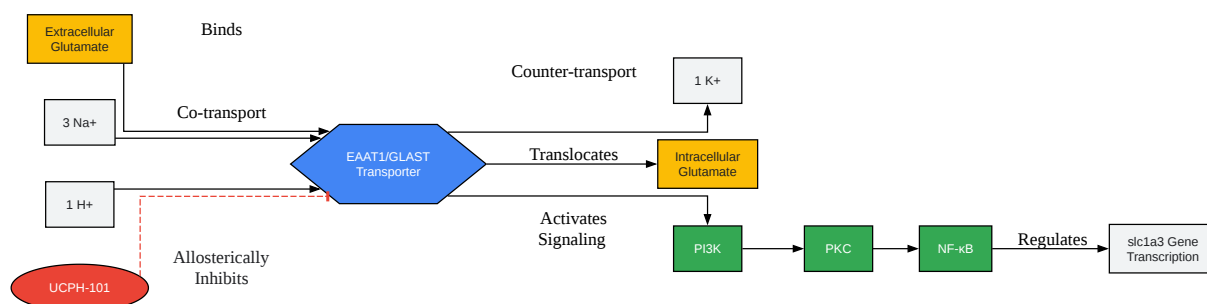 Extracellular
Glutamate
Binds
3 Na+
Co-transport
1 H+
UCPH-101
Allosterically
Inhibits
EAAT1/GLAST
Transporter
Counter-transport
1 K+
Translocates
Intracellular
Glutamate
Activates
Signaling
PI3K
PKC
NF-κB
Regulates
slc1a3 Gene
Transcription